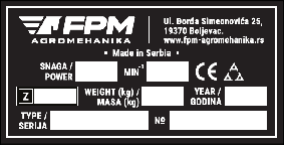 FPM
AGROMEHANIKA
Ul. Borda Simeonovića 25,
19370 Boljevac.
www.fpm-agromehanika.rs
• Made in Serbia •
SNAGA / POWER
MIN⁻¹
CE
Z
WEIGHT (kg) / MASA (kg)
YEAR / GODINA
TYPE / SERIJA
№